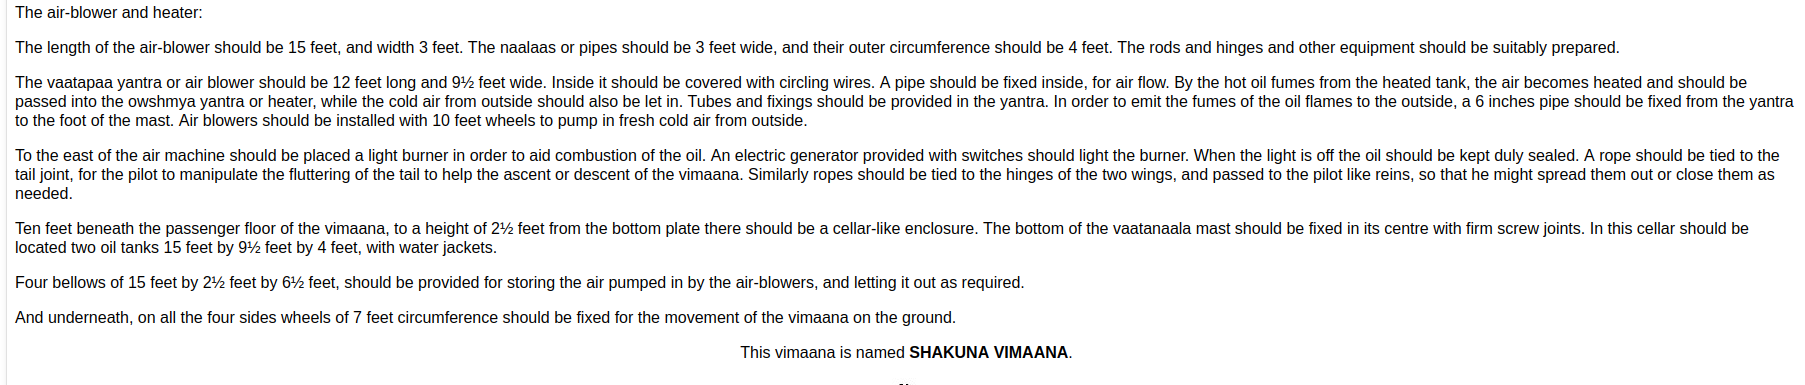 The air-blower and heater:
The length of the air-blower should be 15 feet, and width 3 feet. The naalaas or pipes should be 3 feet wide, and their outer circumference should be 4 feet. The rods and hinges and other equipment should be suitably prepared.
The vaatapaa yantra or air blower should be 12 feet long and 9½ feet wide. Inside it should be covered with circling wires. A pipe should be fixed inside, for air flow. By the hot oil fumes from the heated tank, the air becomes heated and should be
passed into the owshmya yantra or heater, while the cold air from outside should also be let in. Tubes and fixings should be provided in the yantra. In order to emit the fumes of the oil flames to the outside, a 6 inches pipe should be fixed from the yantra
to the foot of the mast. Air blowers should be installed with 10 feet wheels to pump in fresh cold air from outside.
To the east of the air machine should be placed a light burner in order to aid combustion of the oil. An electric generator provided with switches should light the burner. When the light is off the oil should be kept duly sealed. A rope should be tied to the
tail joint, for the pilot to manipulate the fluttering of the tail to help the ascent or descent of the vimaana. Similarly ropes should be tied to the hinges of the two wings, and passed to the pilot like reins, so that he might spread them out or close them as
needed.
Ten feet beneath the passenger floor of the vimaana, to a height of 2½ feet from the bottom plate there should be a cellar-like enclosure. The bottom of the vaatanaala mast should be fixed in its centre with firm screw joints. In this cellar should be
located two oil tanks 15 feet by 9½ feet by 4 feet, with water jackets.
Four bellows of 15 feet by 2½ feet by 6½ feet, should be provided for storing the air pumped in by the air-blowers, and letting it out as required.
And underneath, on all the four sides wheels of 7 feet circumference should be fixed for the movement of the vimaana on the ground.
This vimaana is named SHAKUNA VIMAANA.